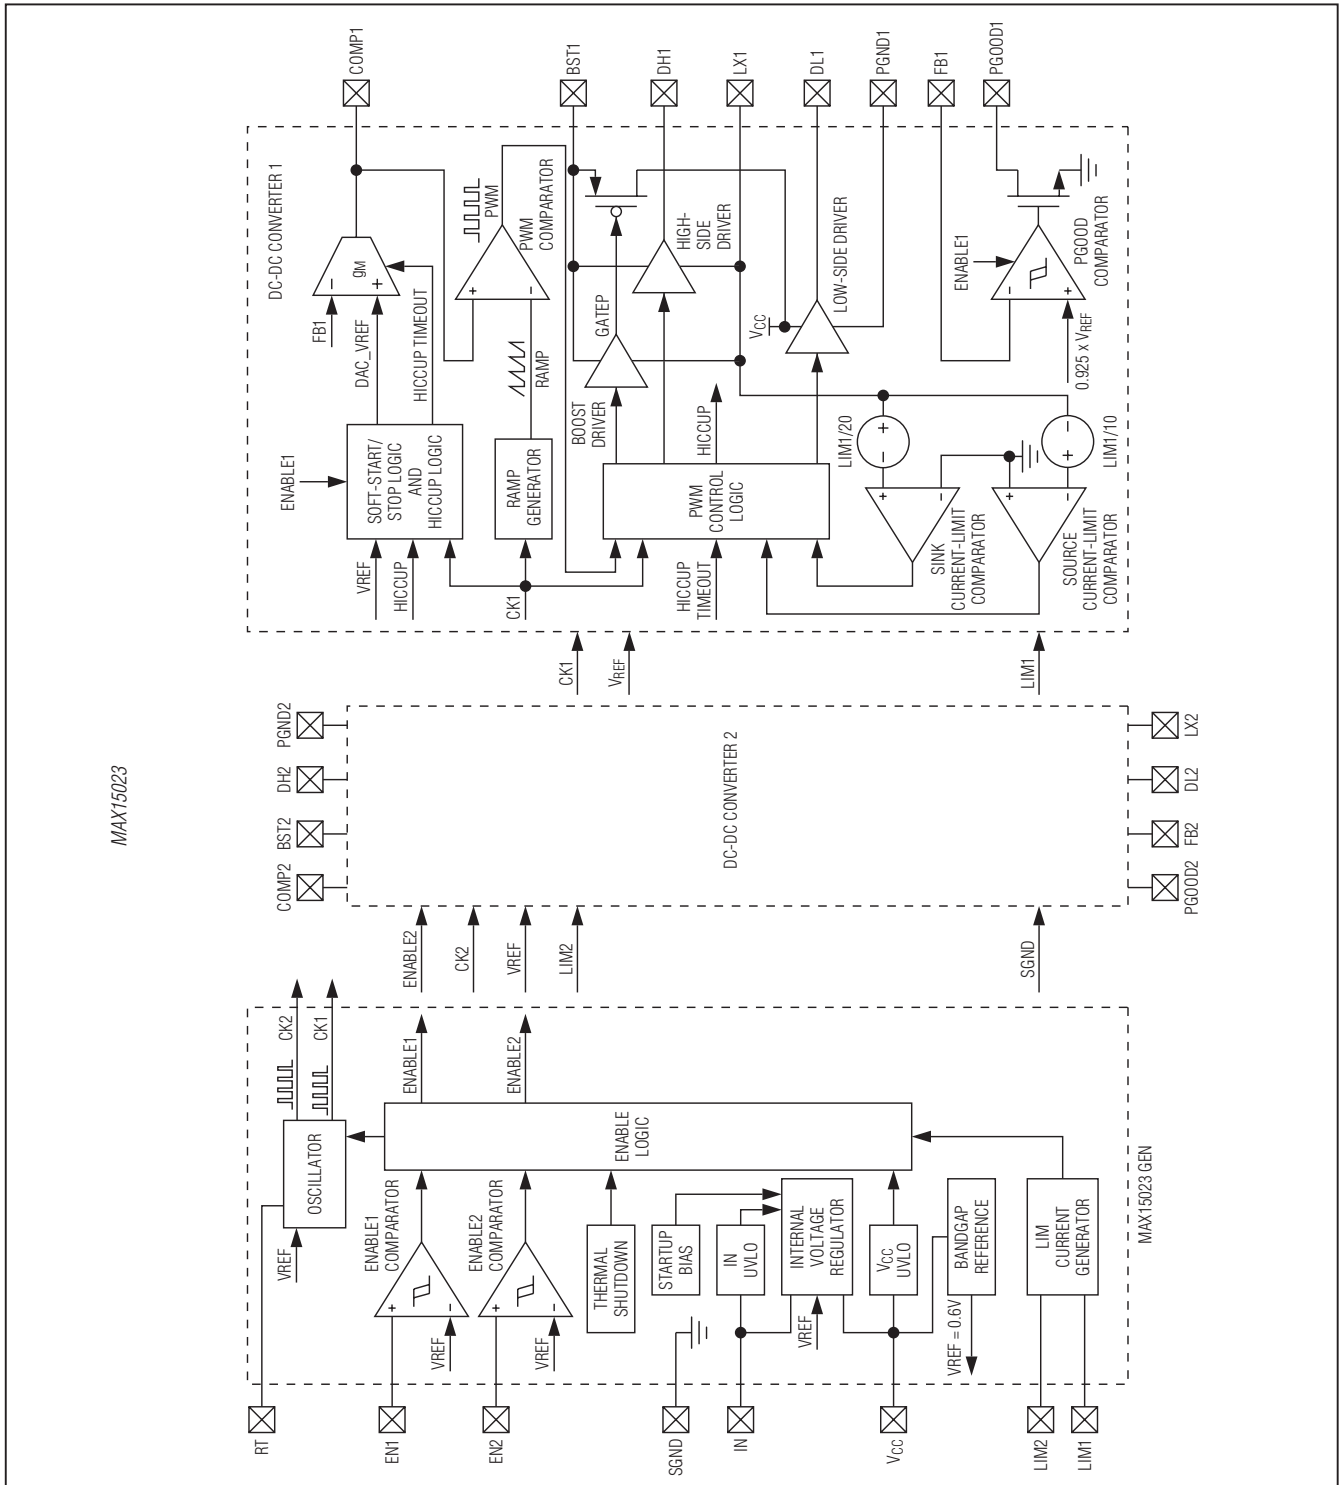 MAX15023
RT
EN1
EN2
SGND
IN
VCC
LIM2
LIM1
MAX15023 GEN
VREF
OSCILLATOR
CK2
CK1
ENABLE1
COMPARATOR
+
−
VREF
ENABLE2
COMPARATOR
+
−
VREF
THERMAL
SHUTDOWN
STARTUP
BIAS
IN
UVLO
INTERNAL
VOLTAGE
REGULATOR
VREF
VCC
UVLO
BANDGAP
REFERENCE
VREF = 0.6V
LIM
CURRENT
GENERATOR
ENABLE
LOGIC
ENABLE1
ENABLE2
ENABLE2
CK2
VREF
LIM2
SGND
COMP2
BST2
DH2
PGND2
DC-DC CONVERTER 2
PGOOD2
FB2
DL2
LX2
CK1
VREF
LIM1
DC-DC CONVERTER 1
ENABLE1
VREF
HICCUP
SOFT-START/
STOP LOGIC
AND
HICCUP LOGIC
FB1
DAC_VREF
HICCUP TIMEOUT
−
gM
+
CK1
RAMP
GENERATOR
RAMP
+
−
PWM
PWM
COMPARATOR
HICCUP
TIMEOUT
PWM
CONTROL
LOGIC
HICCUP
BOOST
DRIVER
GATEP
HIGH-
SIDE
DRIVER
VCC
LOW-SIDE DRIVER
LIM1/20
+
−
+
−
SINK
CURRENT-LIMIT
COMPARATOR
LIM1/10
−
+
+
−
SOURCE
CURRENT-LIMIT
COMPARATOR
ENABLE1
−
+
0.925 x VREF
PGOOD
COMPARATOR
COMP1
BST1
DH1
LX1
DL1
PGND1
FB1
PGOOD1